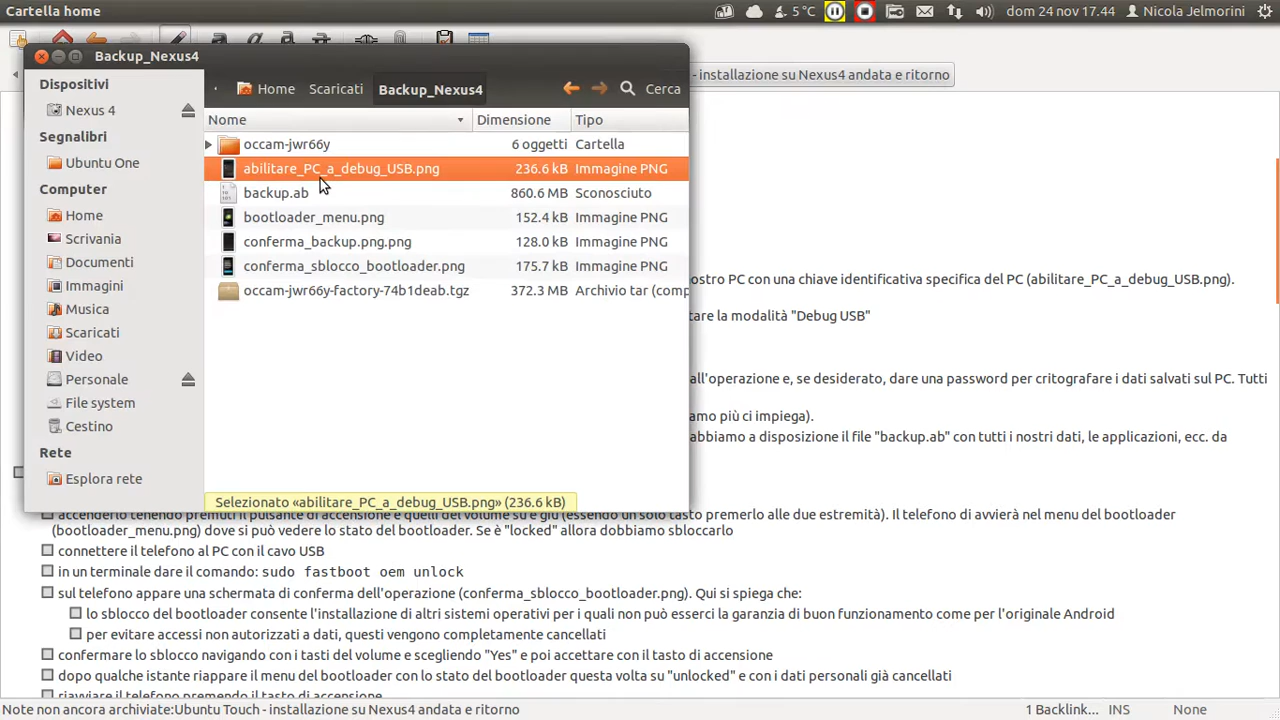 Cartella home
5 °C
dom 24 nov 17.44
Nicola Jelmorini
Backup_Nexus4
- installazione su Nexus4 andata e ritorno
Dispositivi
Nexus 4
Segnalibri
Ubuntu One
Computer
Home
Scrivania
Documenti
Immagini
Musica
Scaricati
Video
Personale
File system
Cestino
Rete
Esplora rete
Home
Scaricati
Backup_Nexus4
Cerca
Nome
Dimensione
Tipo
occam-jwr66y
6 oggetti
Cartella
abilitare_PC_a_debug_USB.png
236.6 kB
Immagine PNG
backup.ab
860.6 MB
Sconosciuto
bootloader_menu.png
152.4 kB
Immagine PNG
conferma_backup.png.png
128.0 kB
Immagine PNG
conferma_sblocco_bootloader.png
175.7 kB
Immagine PNG
occam-jwr66y-factory-74b1deab.tgz
372.3 MB
Archivio tar (comp
Selezionato «abilitare_PC_a_debug_USB.png» (236.6 kB)
ostro PC con una chiave identificativa specifica del PC (abilitare_PC_a_debug_USB.png).
tare la modalità "Debug USB"
all'operazione e, se desiderato, dare una password per critografare i dati salvati sul PC. Tutti
amo più ci impiega).
abbiamo a disposizione il file "backup.ab" con tutti i nostri dati, le applicazioni, ecc. da
accenderlo tenendo premuti il pulsante di accensione e quelli del volume su e giù (essendo un solo tasto premerlo alle due estremità). Il telefono di avvierà nel menu del bootloader
(bootloader_menu.png) dove si può vedere lo stato del bootloader. Se è "locked" allora dobbiamo sbloccarlo
connettere il telefono al PC con il cavo USB
in un terminale dare il comando: sudo fastboot oem unlock
sul telefono appare una schermata di conferma dell'operazione (conferma_sblocco_bootloader.png). Qui si spiega che:
lo sblocco del bootloader consente l'installazione di altri sistemi operativi per i quali non può esserci la garanzia di buon funzionamento come per l'originale Android
per evitare accessi non autorizzati a dati, questi vengono completamente cancellati
confermare lo sblocco navigando con i tasti del volume e scegliendo "Yes" e poi accettare con il tasto di accensione
dopo qualche istante riappare il menu del bootloader con lo stato del bootloader questa volta su "unlocked" e con i dati personali già cancellati
riavviare il telefono premendo il tasto di accensione
Note non ancora archiviate:Ubuntu Touch - installazione su Nexus4 andata e ritorno
1 Backlink...
INS
None